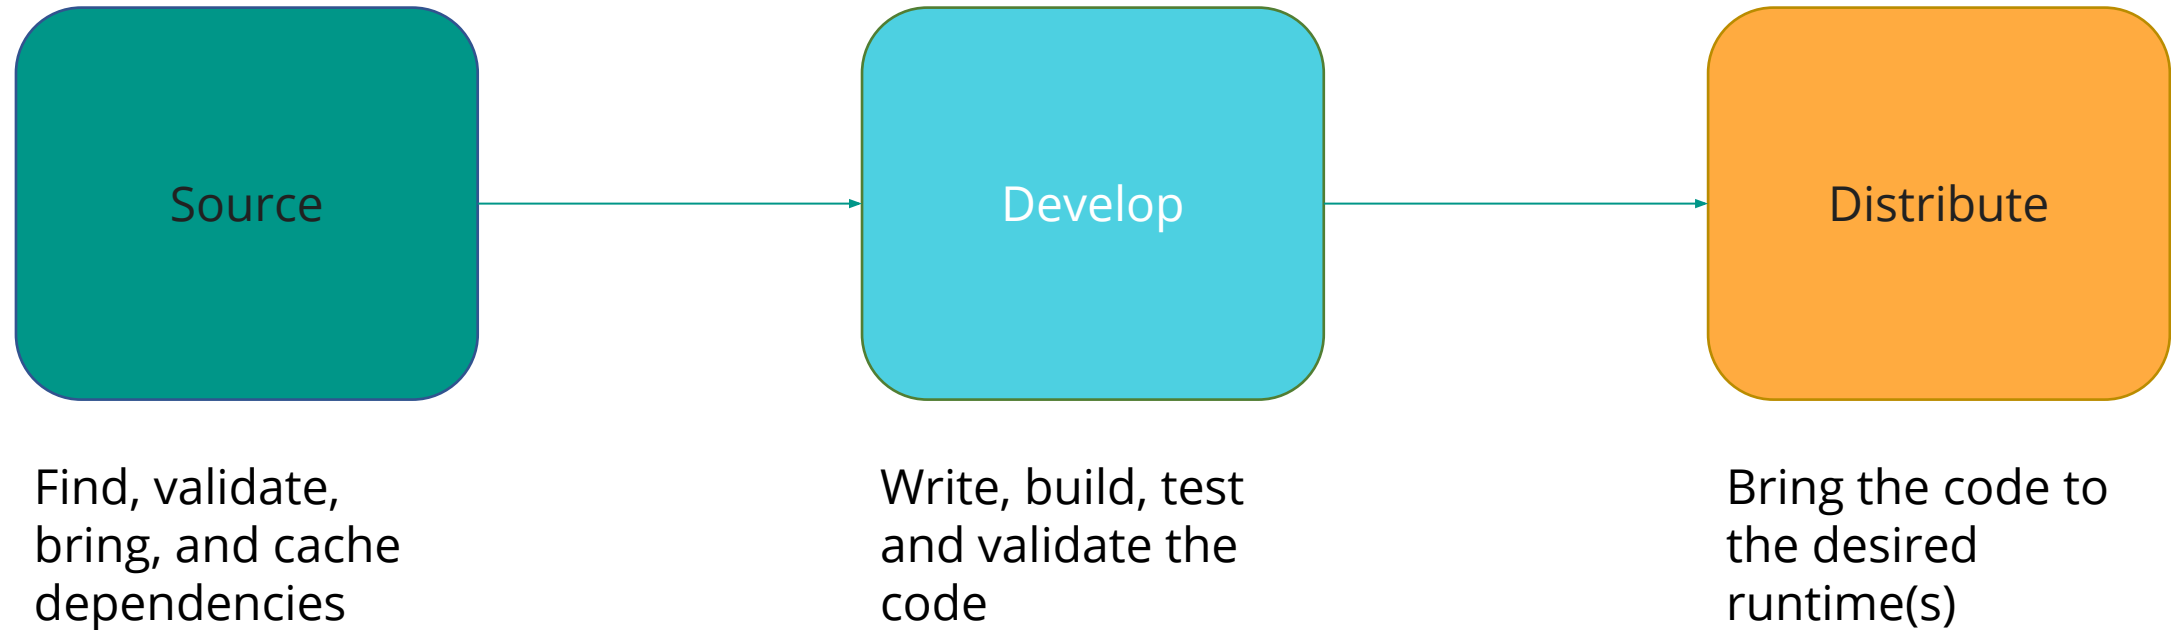 Source
Develop
Distribute
Find, validate,
bring, and cache
dependencies
Write, build, test
and validate the
code
Bring the code to
the desired
runtime(s)